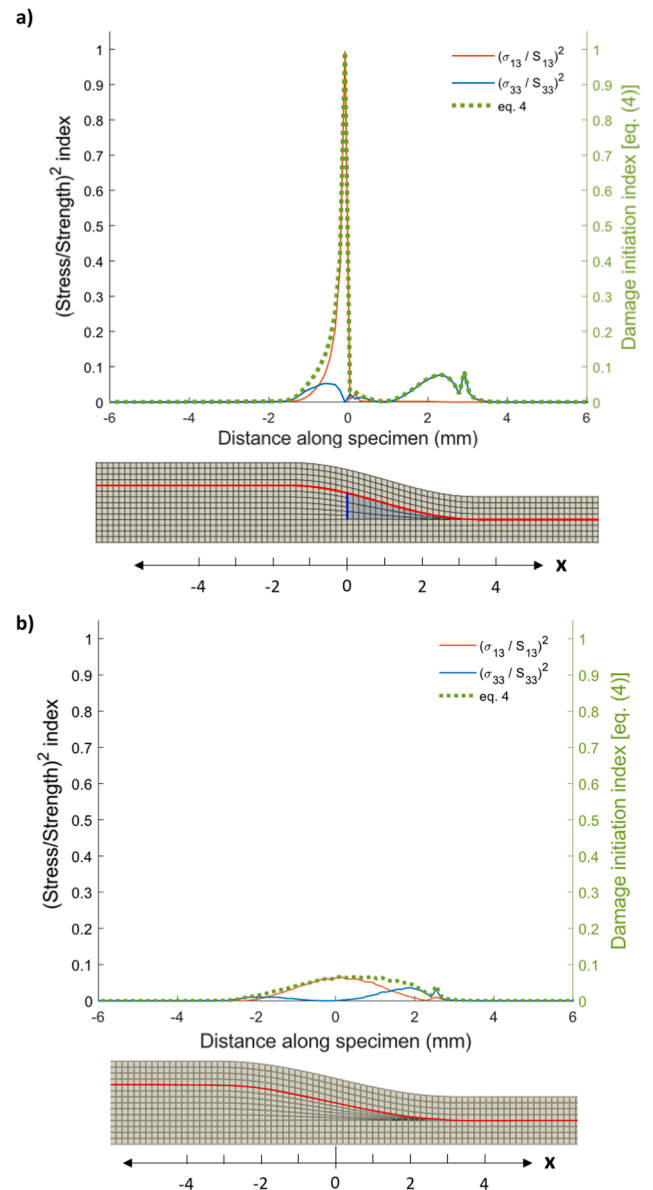 a)
(σ13 / S13)2
(σ33 / S33)2
eq. 4
(Stress/Strength)2 index
Damage initiation index [eq. (4)]
1
0.9
0.8
0.7
0.6
0.5
0.4
0.3
0.2
0.1
0
1
0.9
0.8
0.7
0.6
0.5
0.4
0.3
0.2
0.1
0
-6 -4 -2 0 2 4 6
Distance along specimen (mm)
x
-4 -2 0 2 4
b)
(σ13 / S13)2
(σ33 / S33)2
eq. 4
(Stress/Strength)2 index
Damage initiation index [eq. (4)]
1
0.9
0.8
0.7
0.6
0.5
0.4
0.3
0.2
0.1
0
1
0.9
0.8
0.7
0.6
0.5
0.4
0.3
0.2
0.1
0
-6 -4 -2 0 2 4 6
Distance along specimen (mm)
x
-4 -2 0 2 4